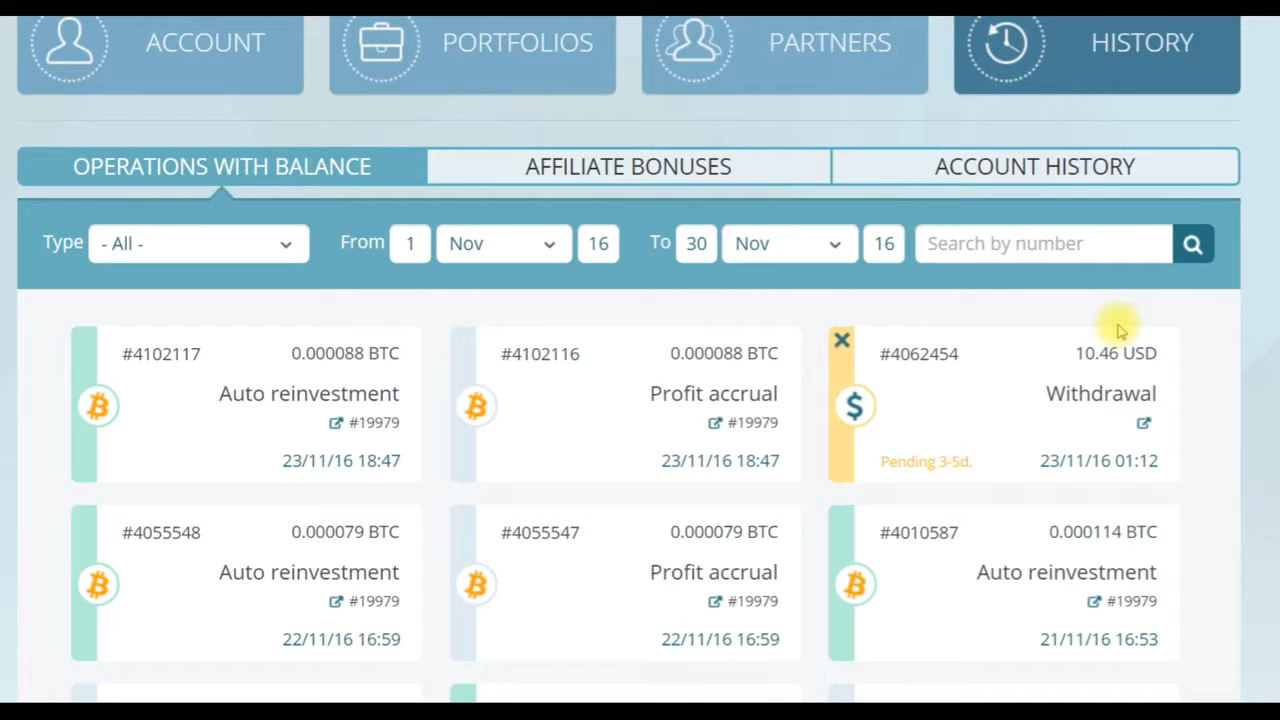 ACCOUNT
PORTFOLIOS
PARTNERS
HISTORY
OPERATIONS WITH BALANCE
AFFILIATE BONUSES
ACCOUNT HISTORY
Type - All - From 1 Nov 16 To 30 Nov 16 Search by number
#4102117 0.000088 BTC
Auto reinvestment
#19979
23/11/16 18:47
#4102116 0.000088 BTC
Profit accrual
#19979
23/11/16 18:47
#4062454 10.46 USD
Withdrawal
Pending 3-5d. 23/11/16 01:12
#4055548 0.000079 BTC
Auto reinvestment
#19979
22/11/16 16:59
#4055547 0.000079 BTC
Profit accrual
#19979
22/11/16 16:59
#4010587 0.000114 BTC
Auto reinvestment
#19979
21/11/16 16:53